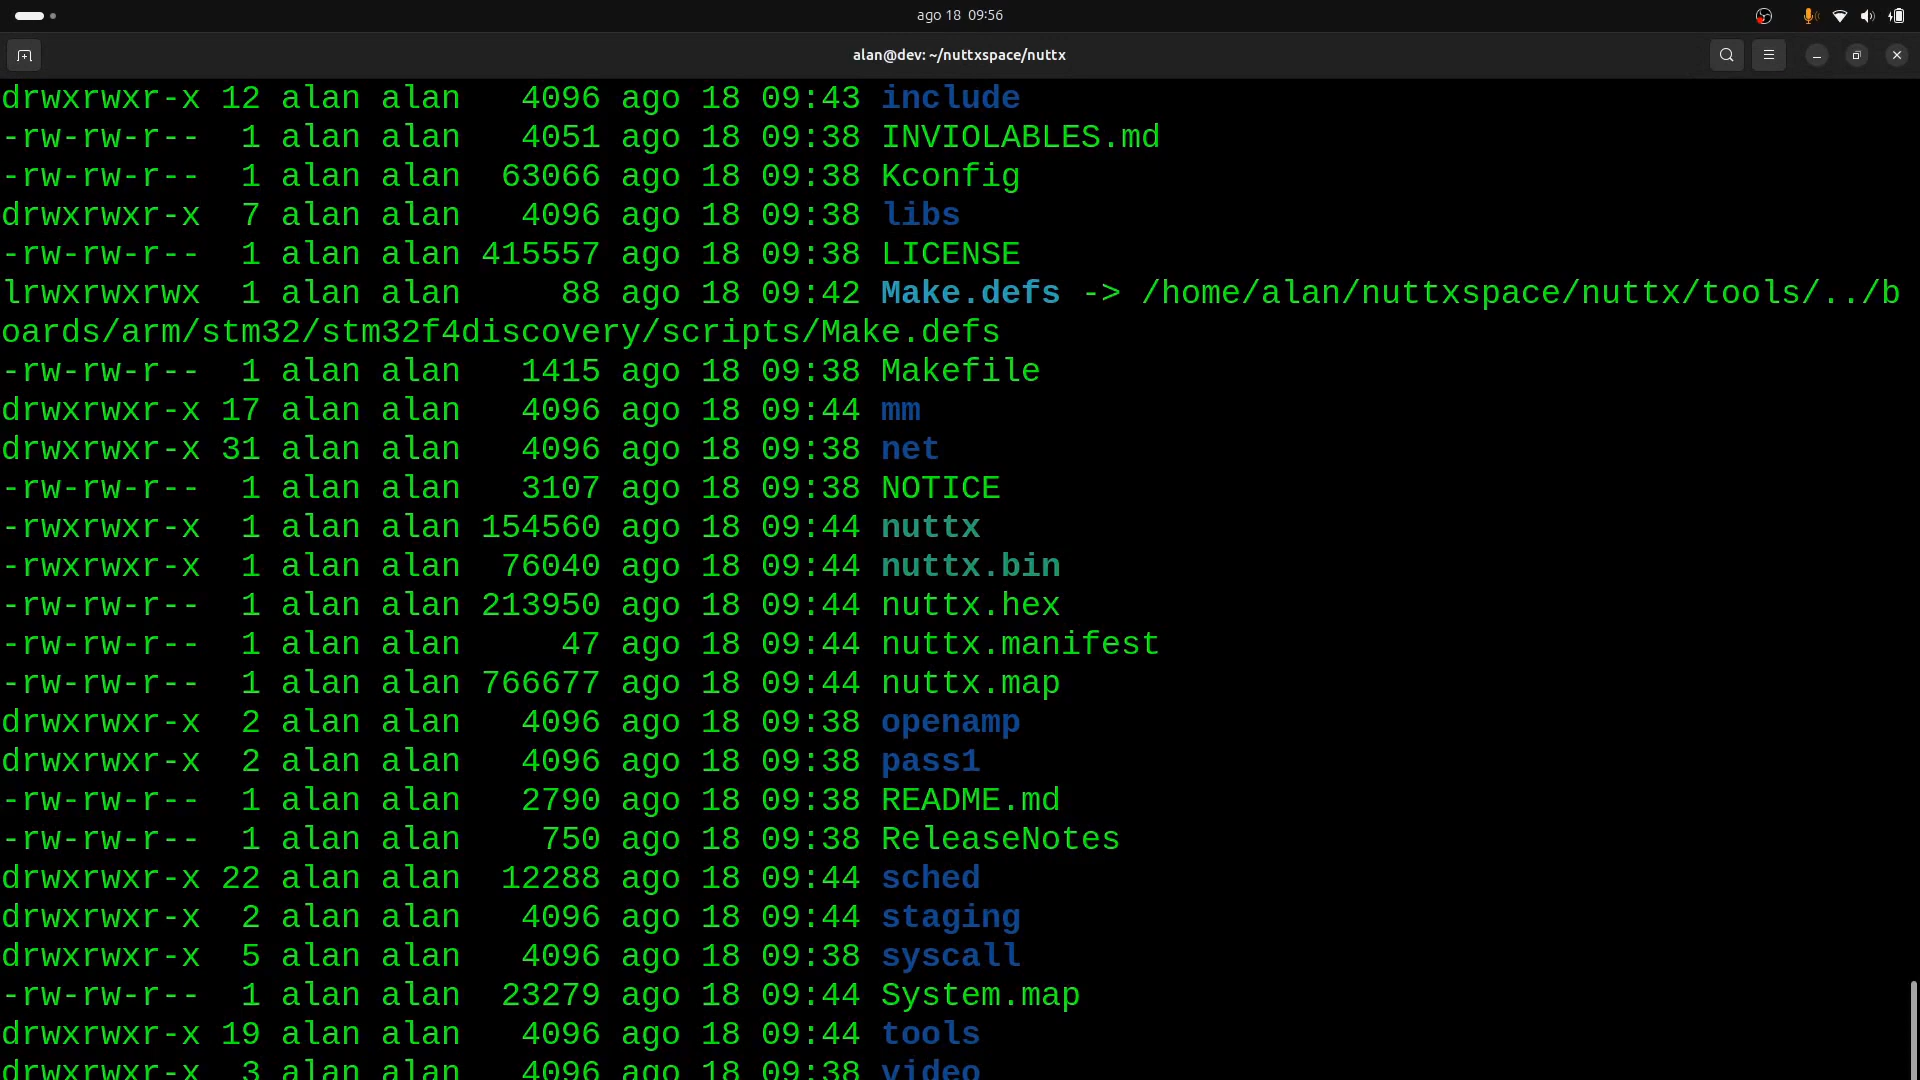 ago 18 09:56
alan@dev: ~/nuttxspace/nuttx
drwxrwxr-x 12 alan alan   4096 ago 18 09:43 include
-rw-rw-r--  1 alan alan   4051 ago 18 09:38 INVIOLABLES.md
-rw-rw-r--  1 alan alan  63066 ago 18 09:38 Kconfig
drwxrwxr-x  7 alan alan   4096 ago 18 09:38 libs
-rw-rw-r--  1 alan alan 415557 ago 18 09:38 LICENSE
lrwxrwxrwx  1 alan alan     88 ago 18 09:42 Make.defs -> /home/alan/nuttxspace/nuttx/tools/../b
oards/arm/stm32/stm32f4discovery/scripts/Make.defs
-rw-rw-r--  1 alan alan   1415 ago 18 09:38 Makefile
drwxrwxr-x 17 alan alan   4096 ago 18 09:44 mm
drwxrwxr-x 31 alan alan   4096 ago 18 09:38 net
-rw-rw-r--  1 alan alan   3107 ago 18 09:38 NOTICE
-rwxrwxr-x  1 alan alan 154560 ago 18 09:44 nuttx
-rwxrwxr-x  1 alan alan  76040 ago 18 09:44 nuttx.bin
-rw-rw-r--  1 alan alan 213950 ago 18 09:44 nuttx.hex
-rw-rw-r--  1 alan alan     47 ago 18 09:44 nuttx.manifest
-rw-rw-r--  1 alan alan 766677 ago 18 09:44 nuttx.map
drwxrwxr-x  2 alan alan   4096 ago 18 09:38 openamp
drwxrwxr-x  2 alan alan   4096 ago 18 09:38 pass1
-rw-rw-r--  1 alan alan   2790 ago 18 09:38 README.md
-rw-rw-r--  1 alan alan    750 ago 18 09:38 ReleaseNotes
drwxrwxr-x 22 alan alan  12288 ago 18 09:44 sched
drwxrwxr-x  2 alan alan   4096 ago 18 09:44 staging
drwxrwxr-x  5 alan alan   4096 ago 18 09:38 syscall
-rw-rw-r--  1 alan alan  23279 ago 18 09:44 System.map
drwxrwxr-x 19 alan alan   4096 ago 18 09:44 tools
drwxrwxr-x  3 alan alan   4096 ago 18 09:38 video